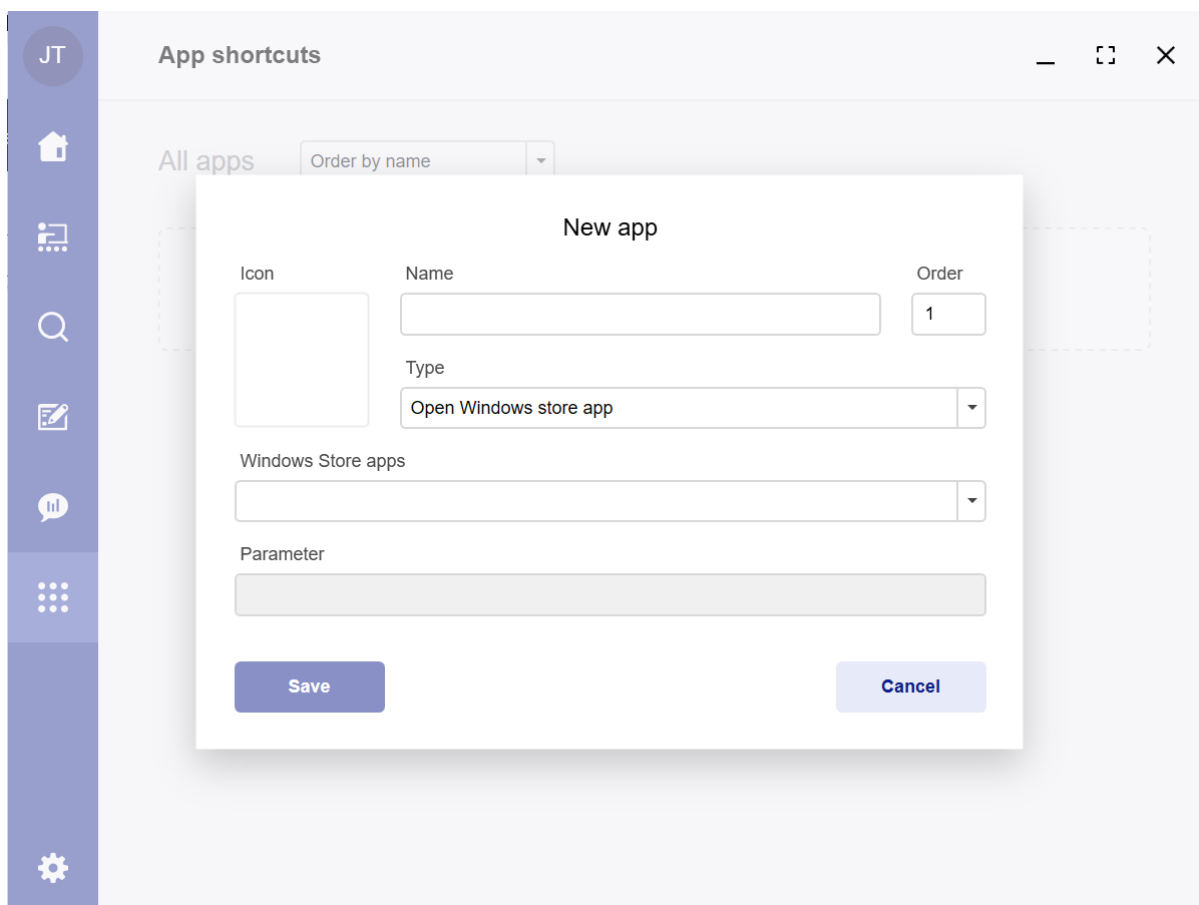 JT
App shortcuts
All apps
Order by name
New app
Icon
Name
Order
1
Type
Open Windows store app
Windows Store apps
Parameter
Save
Cancel